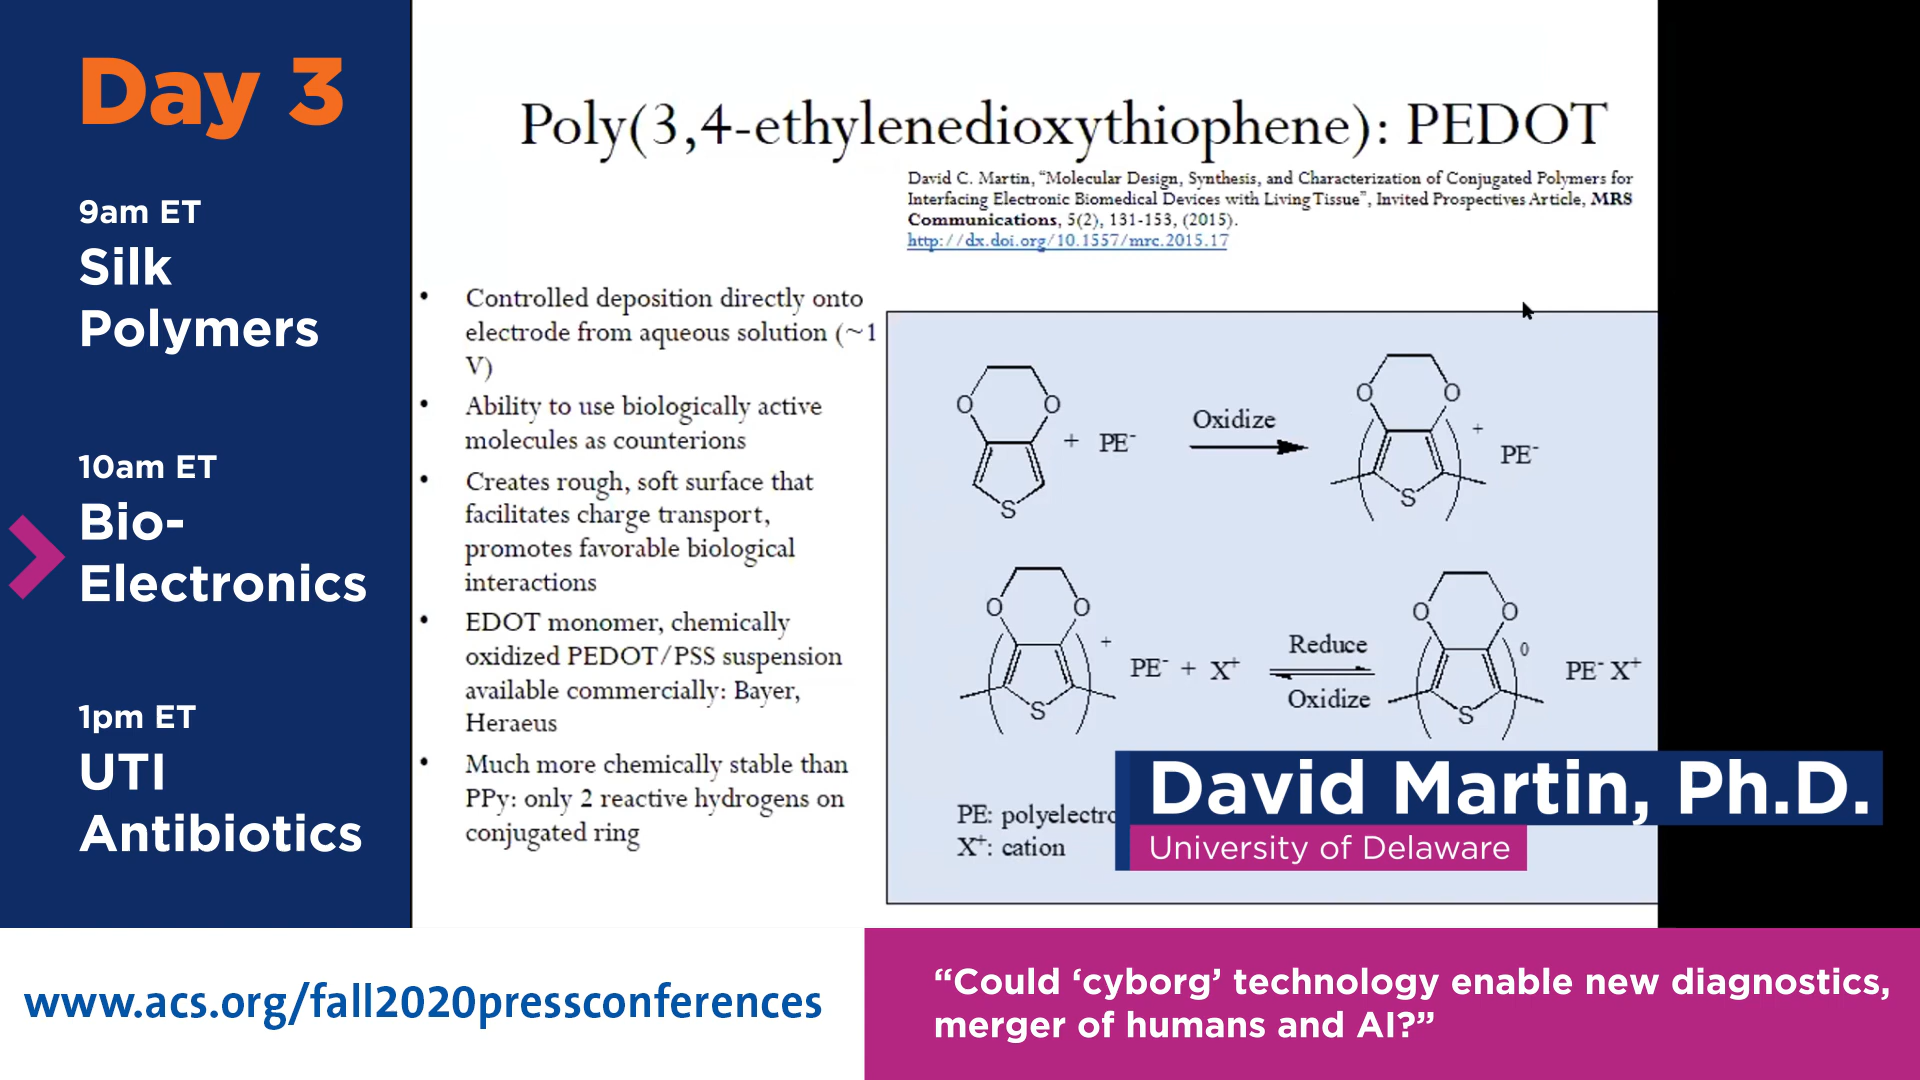 Day 3
9am ET
Silk
Polymers
10am ET
Bio-
Electronics
1pm ET
UTI
Antibiotics
Poly(3,4-ethylenedioxythiophene): PEDOT
David C. Martin, “Molecular Design, Synthesis, and Characterization of Conjugated Polymers for
Interfacing Electronic Biomedical Devices with Living Tissue”, Invited Prospectives Article, MRS
Communications, 5(2), 131-153, (2015).
http://dx.doi.org/10.1557/mrc.2015.17
• Controlled deposition directly onto
electrode from aqueous solution (~1
V)
• Ability to use biologically active
molecules as counterions
• Creates rough, soft surface that
facilitates charge transport,
promotes favorable biological
interactions
• EDOT monomer, chemically
oxidized PEDOT/PSS suspension
available commercially: Bayer,
Heraeus
• Much more chemically stable than
PPy: only 2 reactive hydrogens on
conjugated ring
O O S + PE⁻ Oxidize O O S + PE⁻
O O S + PE⁻ + X⁺ Reduce Oxidize O O S 0 PE⁻ X⁺
PE:
X⁺: cation
David Martin, Ph.D.
University of Delaware
www.acs.org/fall2020pressconferences
“Could ‘cyborg’ technology enable new diagnostics,
merger of humans and AI?”